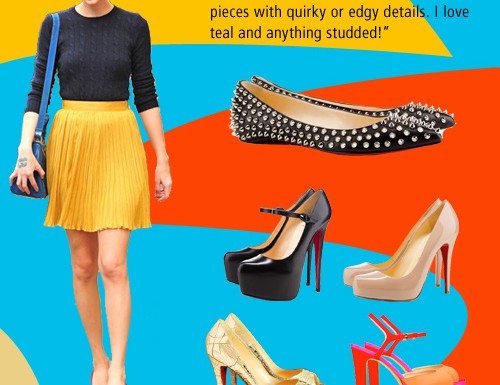 pieces with quirky or edgy details. I love
teal and anything studded!”